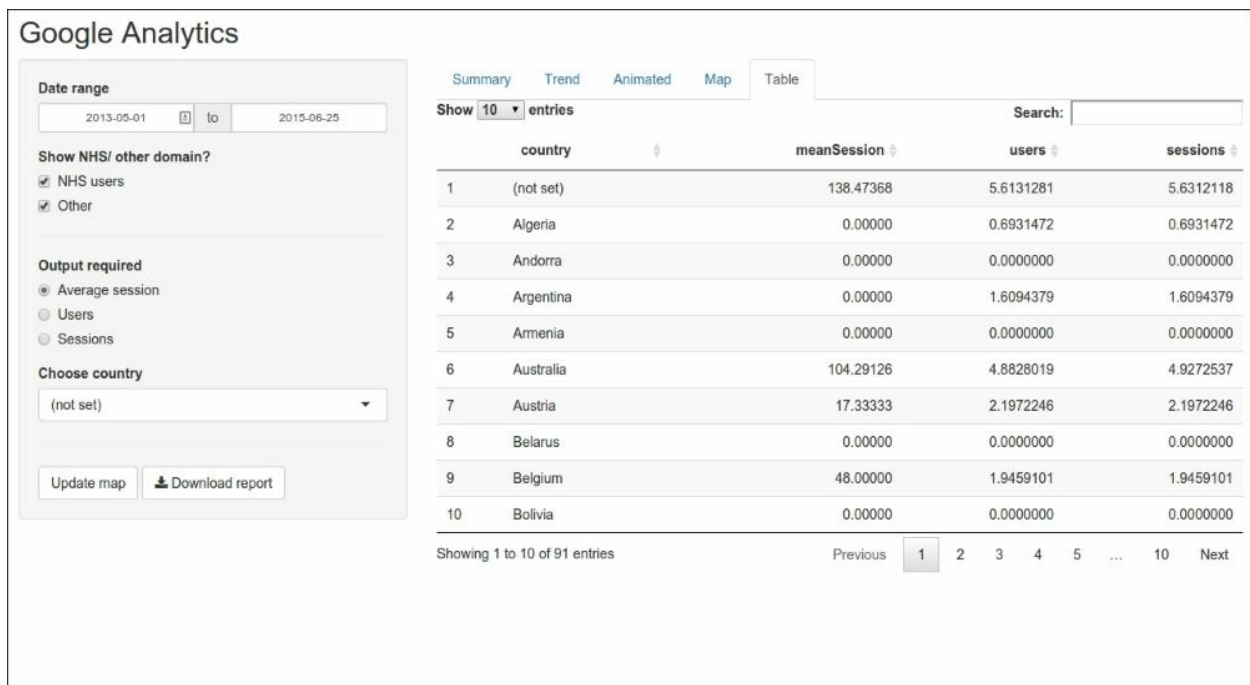 Google Analytics
Date range
2013-05-01 to 2015-06-25
Show NHS/ other domain?
NHS users
Other
Output required
Average session
Users
Sessions
Choose country
(not set)
Update map Download report
Summary Trend Animated Map Table
Show 10 entries Search:
country meanSession users sessions
1 (not set) 138.47368 5.6131281 5.6312118
2 Algeria 0.00000 0.6931472 0.6931472
3 Andorra 0.00000 0.0000000 0.0000000
4 Argentina 0.00000 1.6094379 1.6094379
5 Armenia 0.00000 0.0000000 0.0000000
6 Australia 104.29126 4.8828019 4.9272537
7 Austria 17.33333 2.1972246 2.1972246
8 Belarus 0.00000 0.0000000 0.0000000
9 Belgium 48.00000 1.9459101 1.9459101
10 Bolivia 0.00000 0.0000000 0.0000000
Showing 1 to 10 of 91 entries Previous 1 2 3 4 5 ... 10 Next